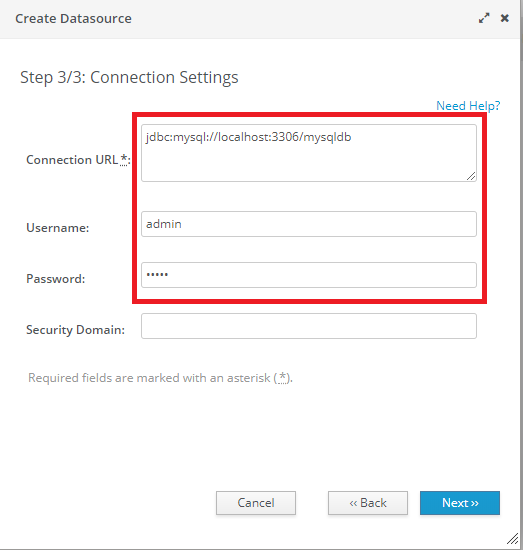 Create Datasource
Step 3/3: Connection Settings
Need Help?
Connection URL *: jdbc:mysql://localhost:3306/mysqldb
Username: admin
Password: •••••
Security Domain:
Required fields are marked with an asterisk (*).
Cancel ‹‹ Back Next ››